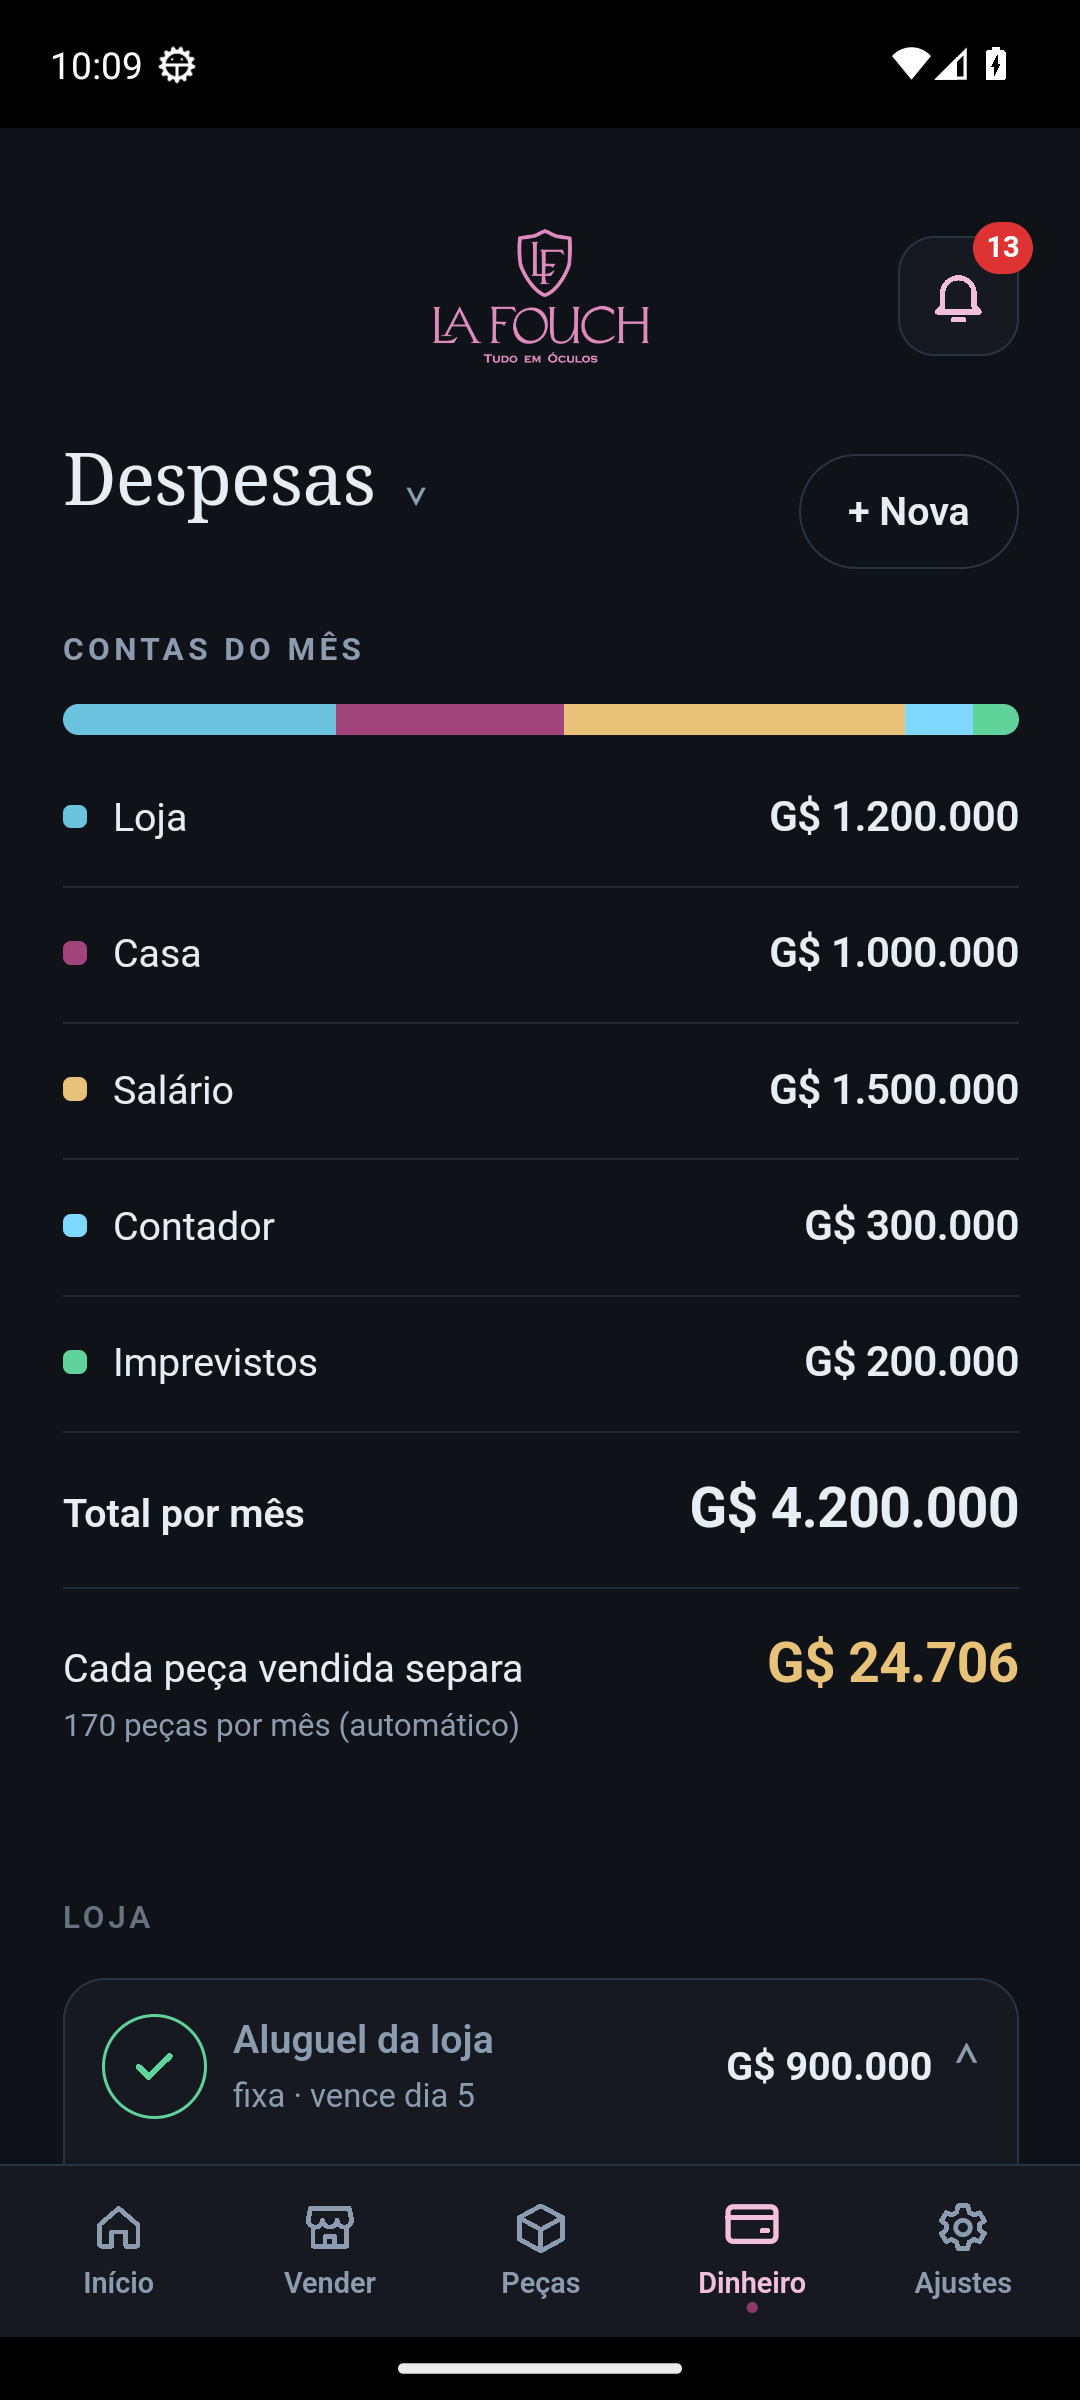 10:09
13
LF
LA FOUCH
TUDO EM ÓCULOS
Despesas
+ Nova
CONTAS DO MÊS
Loja G$ 1.200.000
Casa G$ 1.000.000
Salário G$ 1.500.000
Contador G$ 300.000
Imprevistos G$ 200.000
Total por mês G$ 4.200.000
Cada peça vendida separa G$ 24.706
170 peças por mês (automático)
LOJA
Aluguel da loja G$ 900.000
fixa · vence dia 5
Início Vender Peças Dinheiro Ajustes